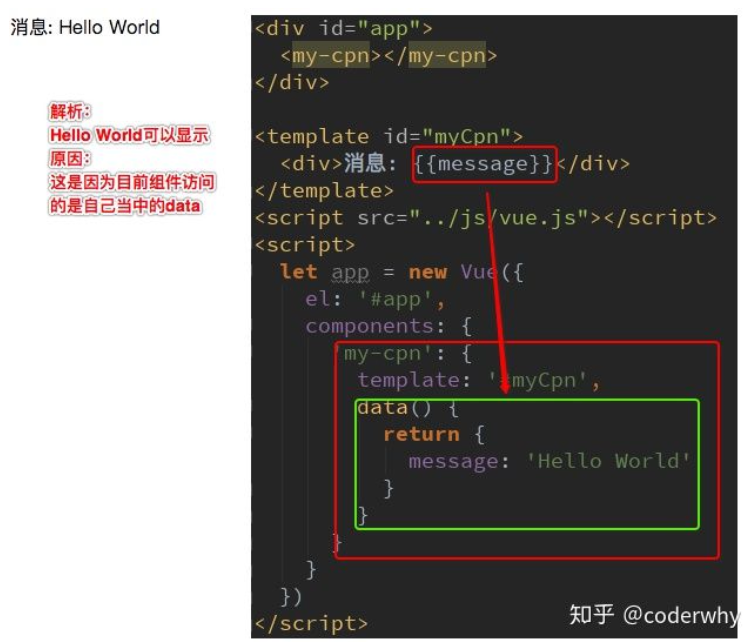 消息: Hello World
解析：
Hello World可以显示
原因：
这是因为目前组件访问
的是自己当中的data
<div id="app">
  <my-cpn></my-cpn>
</div>
<template id="myCpn">
  <div>消息: {{message}}</div>
</template>
<script src="../js/vue.js"></script>
<script>
  let app = new Vue({
    el: '#app',
    components: {
      'my-cpn': {
        template: '#myCpn',
        data() {
          return {
            message: 'Hello World'
          }
        }
      }
    }
  })
</script>
知乎 @coderwhy